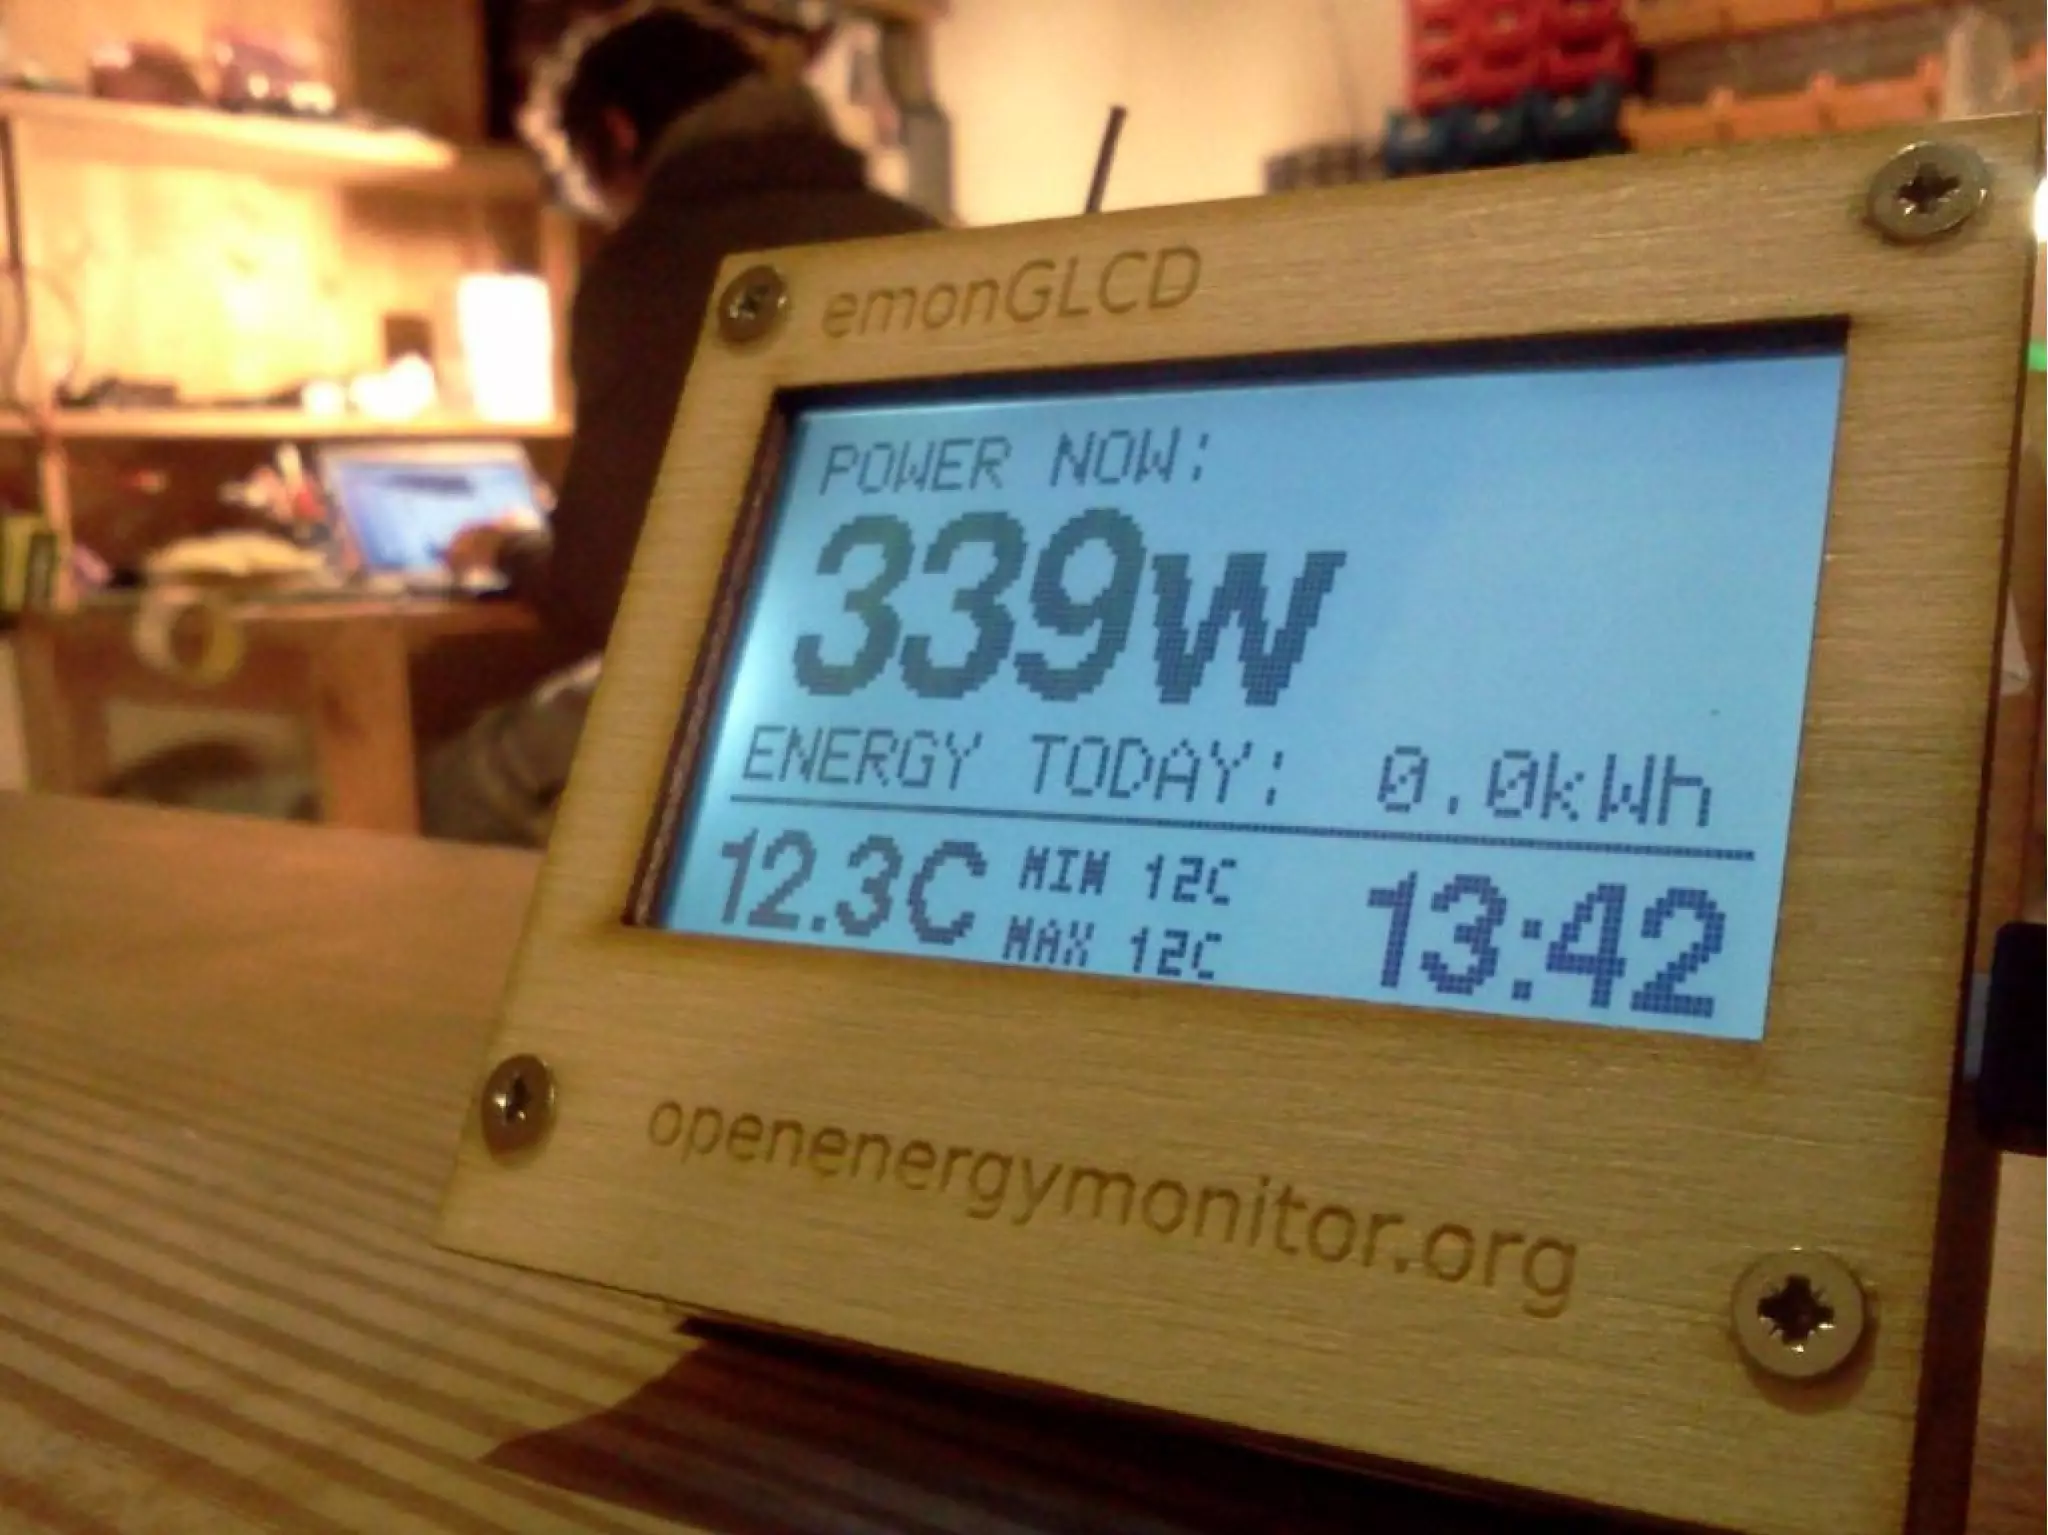 emonGLCD
POWER NOW:
339W
ENERGY TODAY: 0.0kWh
12.3C MIN 12C 13:42
MAX 12C
openenergymonitor.org